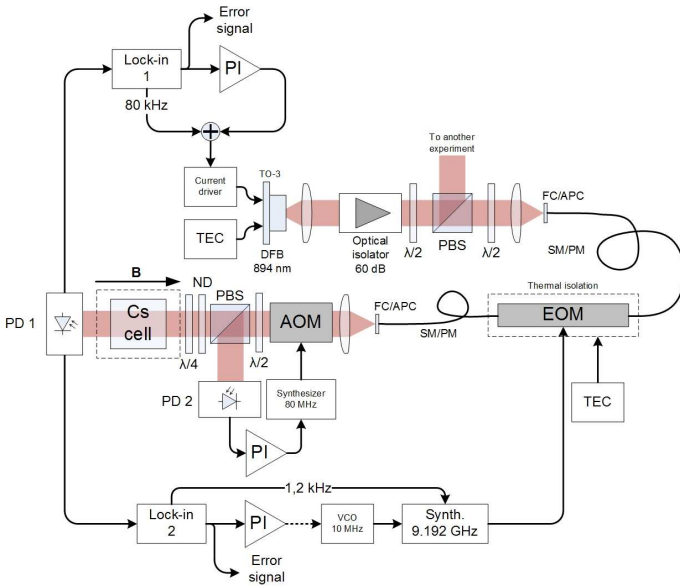 Error
signal
Lock-in
1
PI
80 kHz
To another
experiment
TO-3
Current
driver
FC/APC
TEC
DFB
894 nm
Optical
isolator
60 dB
λ/2
PBS
λ/2
SM/PM
B
ND
PBS
FC/APC
Thermal isolation
PD 1
Cs
cell
AOM
EOM
λ/4
λ/2
SM/PM
PD 2
Synthesizer
80 MHz
TEC
PI
1,2 kHz
Lock-in
2
PI
VCO
10 MHz
Synth.
9.192 GHz
Error
signal